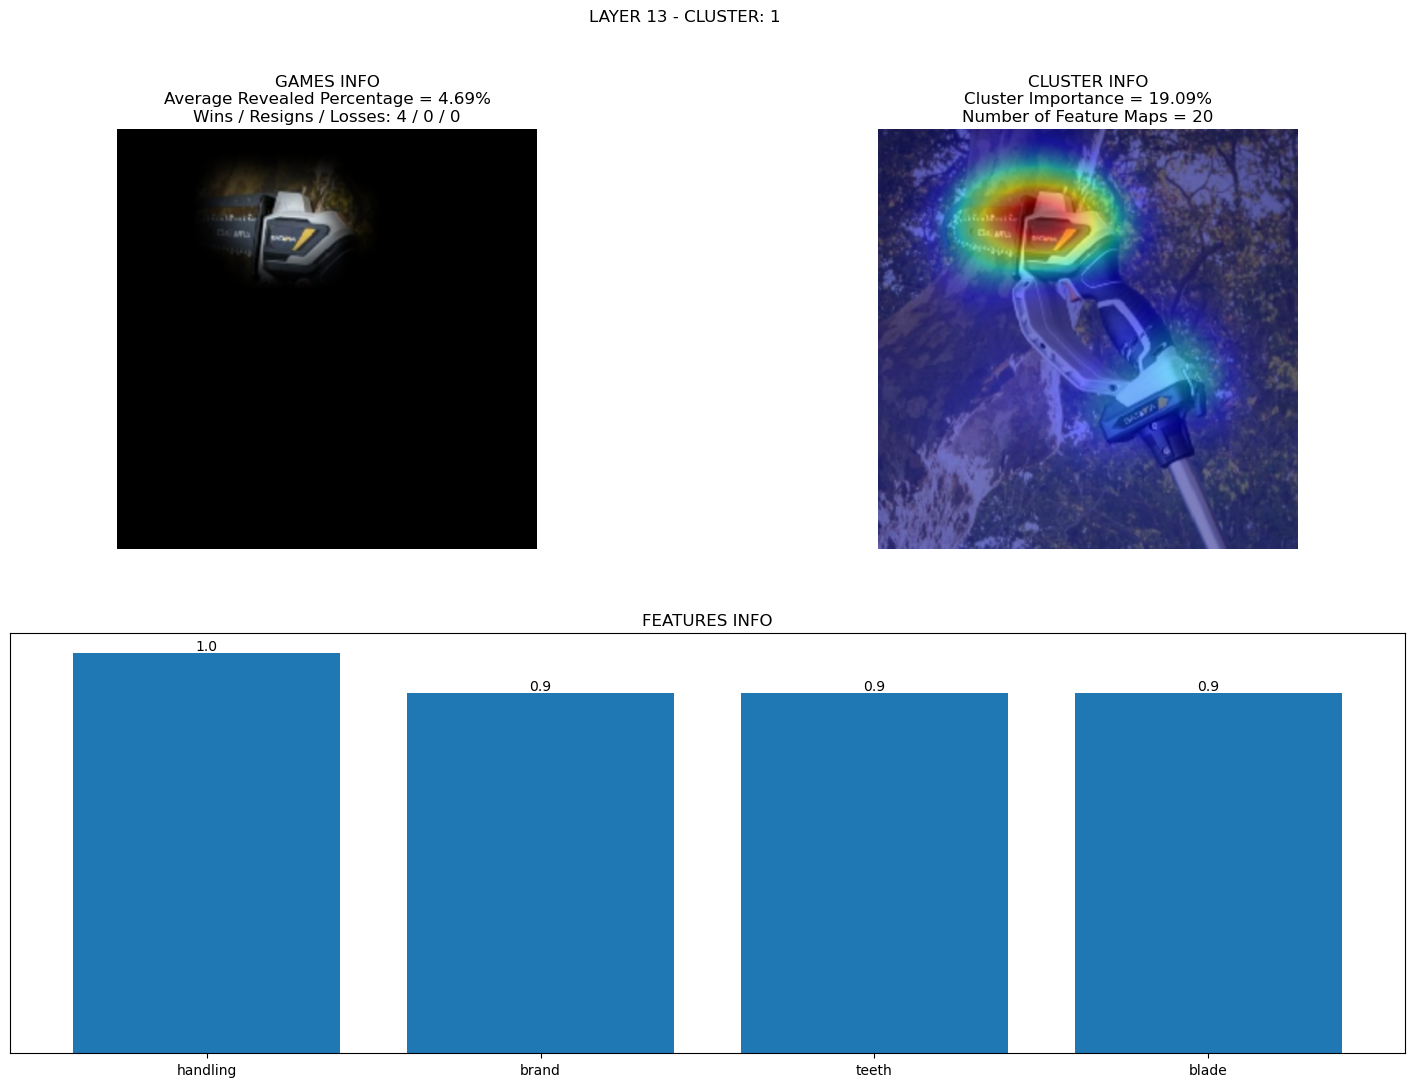 LAYER 13 - CLUSTER: 1
GAMES INFO
Average Revealed Percentage = 4.69%
Wins / Resigns / Losses: 4 / 0 / 0
CLUSTER INFO
Cluster Importance = 19.09%
Number of Feature Maps = 20
FEATURES INFO
1.0
0.9
0.9
0.9
handling
brand
teeth
blade